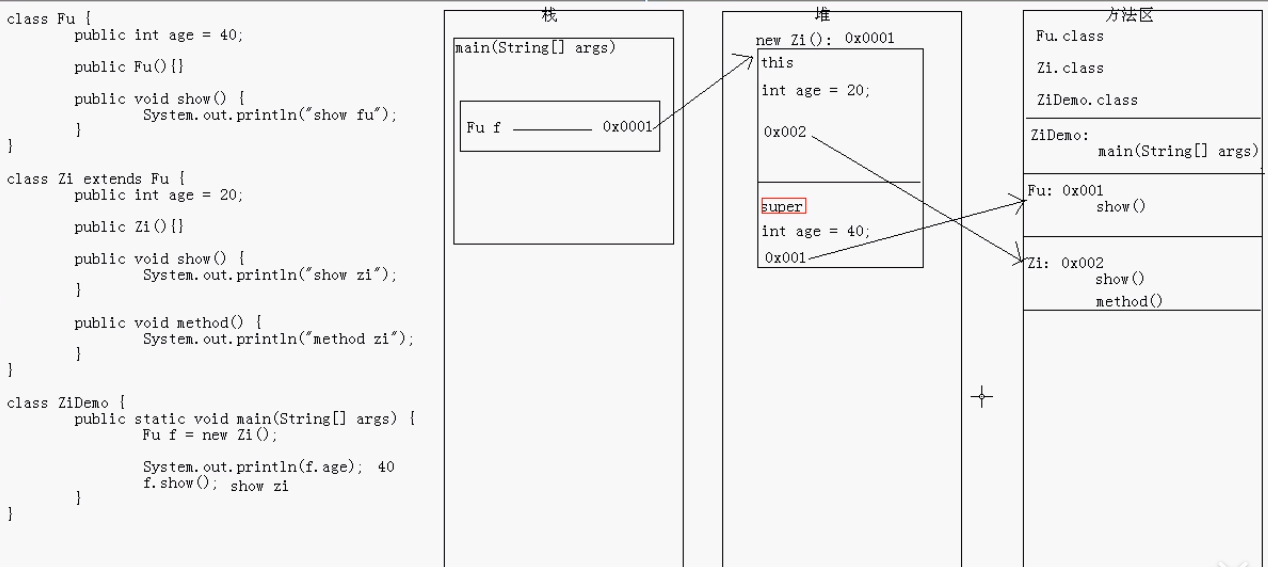 class Fu {
public int age = 40;
public Fu(){}
public void show() {
System.out.println("show fu");
}
}
class Zi extends Fu {
public int age = 20;
public Zi(){}
public void show() {
System.out.println("show zi");
}
public void method() {
System.out.println("method zi");
}
}
class ZiDemo {
public static void main(String[] args) {
Fu f = new Zi();
System.out.println(f.age); 40
f.show(); show zi
}
}
栈
main(String[] args)
Fu f 0x0001
堆
new Zi(): 0x0001
this
int age = 20;
0x002
super
int age = 40;
0x001
方法区
Fu.class
Zi.class
ZiDemo.class
ZiDemo:
main(String[] args)
Fu: 0x001
show()
Zi: 0x002
show()
method()